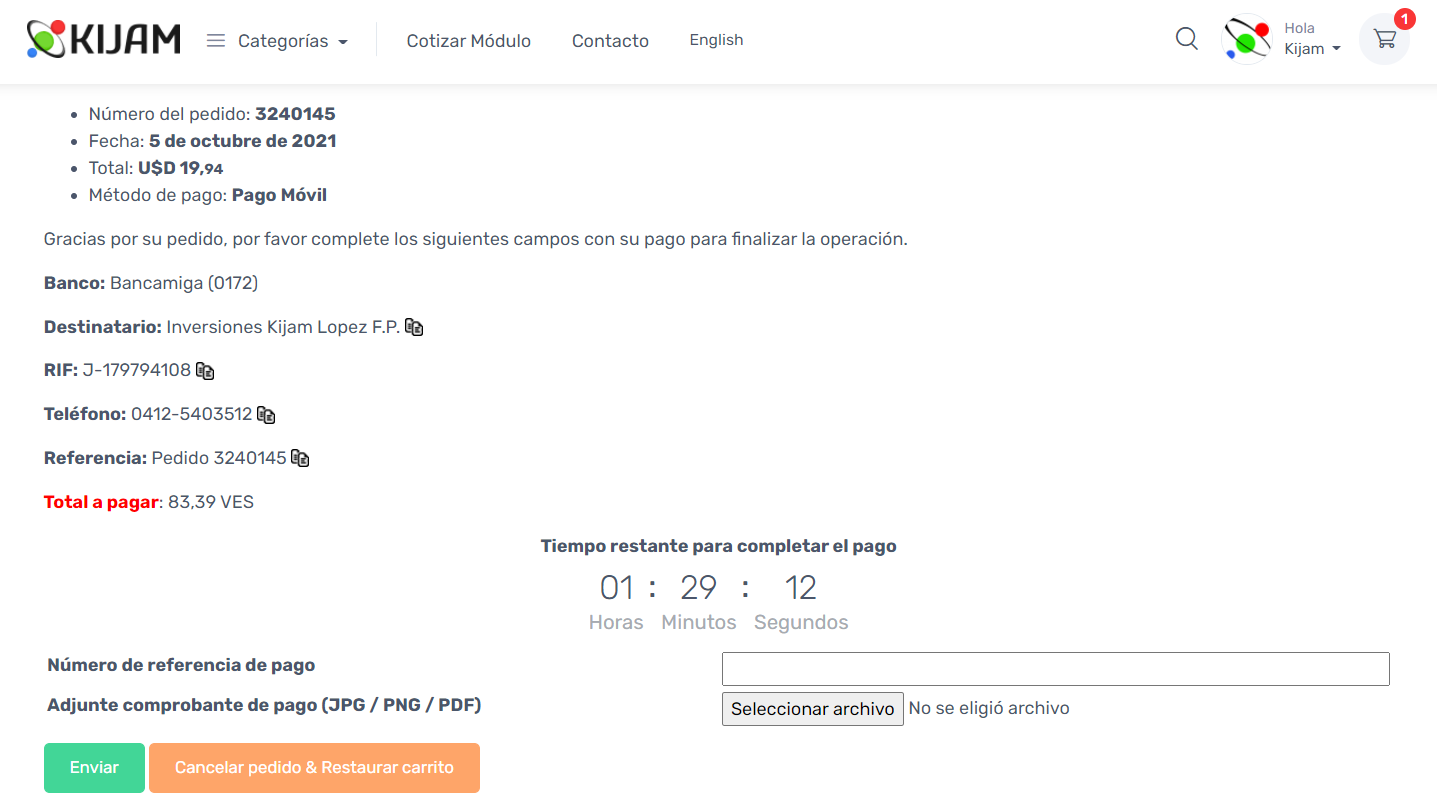 KIJAM Categorías Cotizar Módulo Contacto English Hola 1
Kijam
Número del pedido: 3240145
Fecha: 5 de octubre de 2021
Total: U$D 19,94
Método de pago: Pago Móvil
Gracias por su pedido, por favor complete los siguientes campos con su pago para finalizar la operación.
Banco: Bancamiga (0172)
Destinatario: Inversiones Kijam Lopez F.P.
RIF: J-179794108
Teléfono: 0412-5403512
Referencia: Pedido 3240145
Total a pagar: 83,39 VES
Tiempo restante para completar el pago
01 : 29 : 12
Horas Minutos Segundos
Número de referencia de pago
Adjunte comprobante de pago (JPG / PNG / PDF) Seleccionar archivo No se eligió archivo
Enviar Cancelar pedido & Restaurar carrito